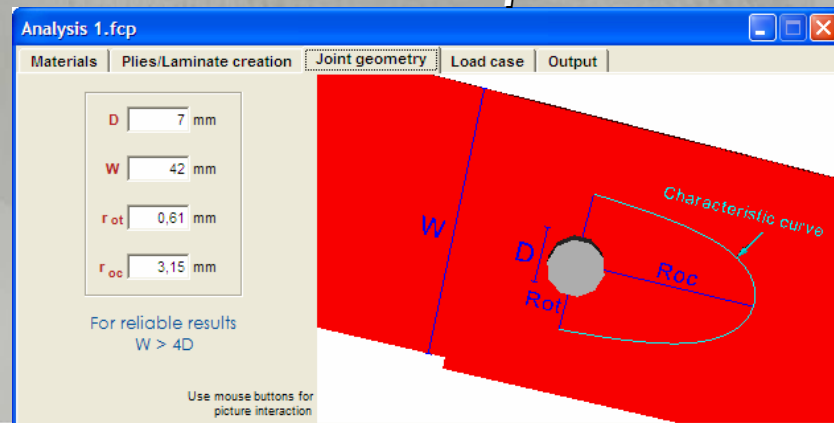 Analysis 1.fcp
Materials Plies/Laminate creation Joint geometry Load case Output
D 7 mm
W 42 mm
r ot 0,61 mm
r oc 3,15 mm
For reliable results
W > 4D
Use mouse buttons for
picture interaction
W
D
Rot
Roc
Characteristic curve